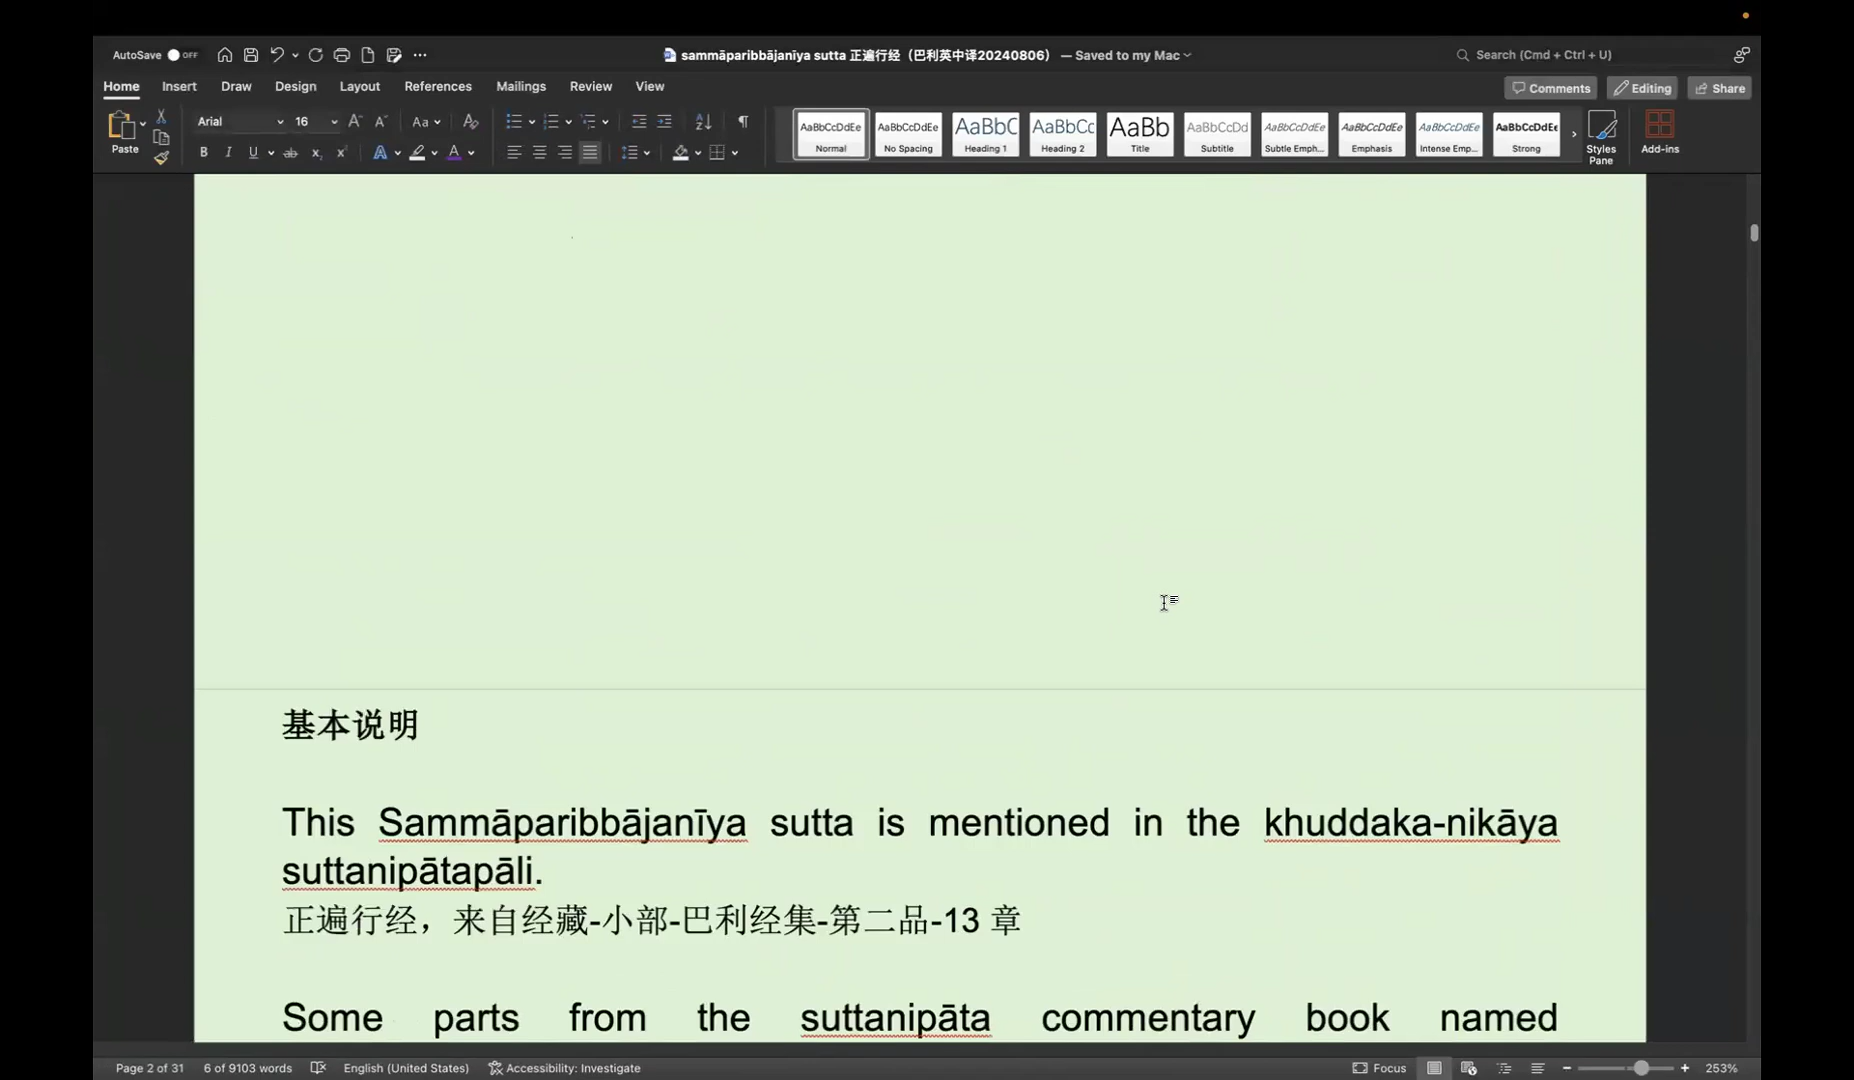 AutoSave OFF
sammāparibbājanīya sutta 正遍行经（巴利英中译20240806） — Saved to my Mac
Search (Cmd + Ctrl + U)
Home Insert Draw Design Layout References Mailings Review View
Comments Editing Share
Paste
Arial 16
AaBbCcDdEe AaBbCcDdEe AaBbC AaBbCc AaBb AaBbCcDd AaBbCcDdEe AaBbCcDdEe AaBbCcDdEe AaBbCcDdEe
Normal No Spacing Heading 1 Heading 2 Title Subtitle Subtle Emph... Emphasis Intense Emp... Strong
Styles Pane
Add-ins
基本说明
This Sammāparibbājanīya sutta is mentioned in the khuddaka-nikāya
suttanipātapāli.
正遍行经，来自经藏-小部-巴利经集-第二品-13 章
Some parts from the suttanipāta commentary book named
Page 2 of 31 6 of 9103 words English (United States) Accessibility: Investigate Focus 253%